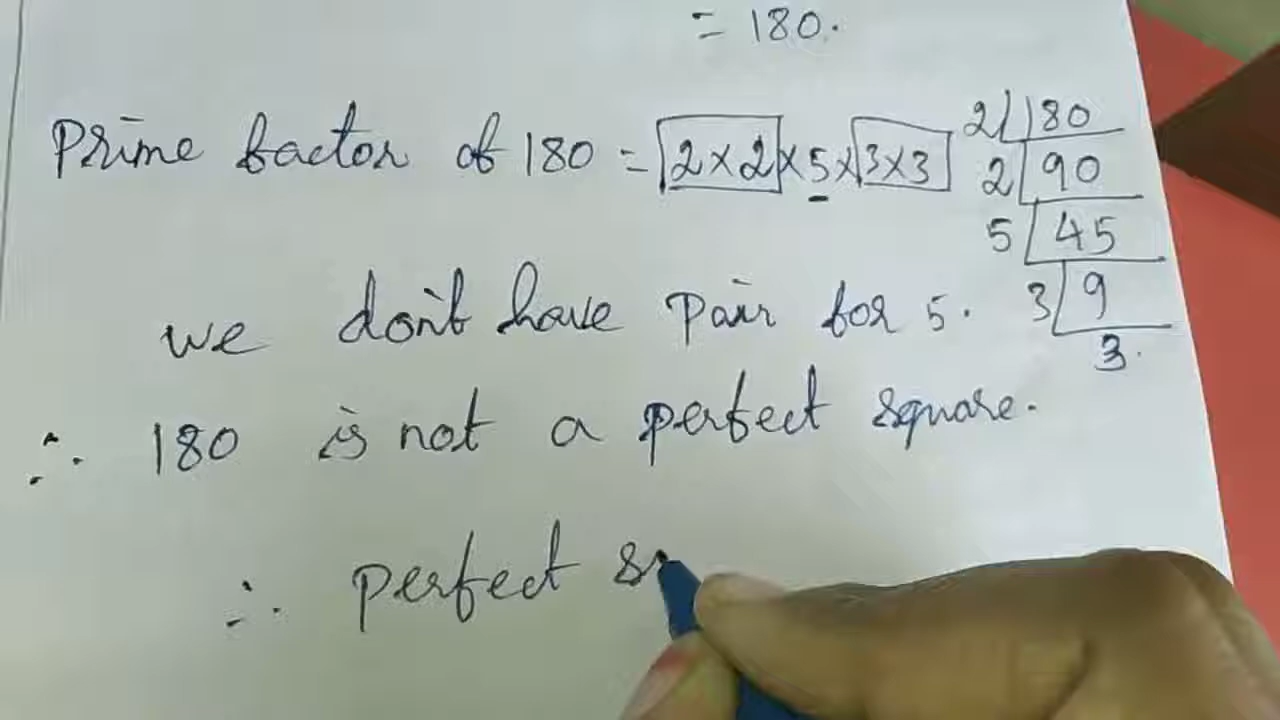 = 180.
Prime factor of 180 = 2 x 2 x 5 x 3 x 3
2 180
2 90
5 45
3 9
3.
we don't have pair for 5.
∴ 180 is not a perfect square.
∴ perfect